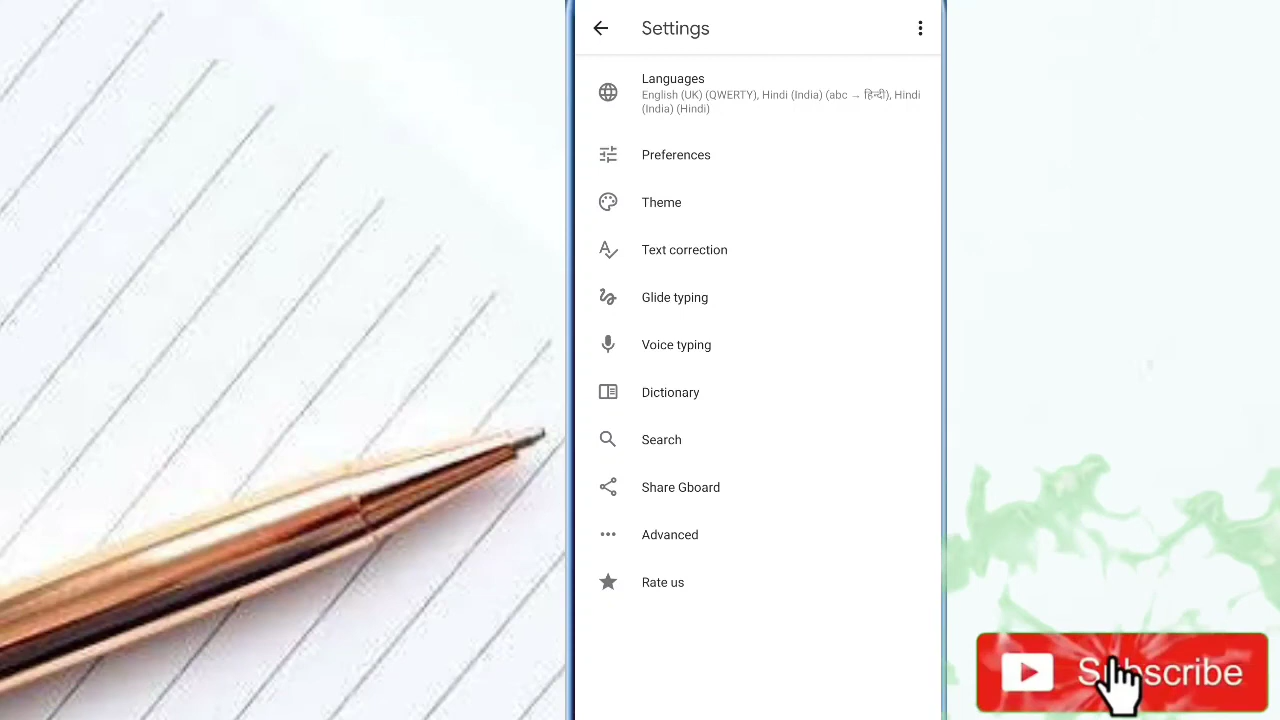 Settings
Languages
English (UK) (QWERTY), Hindi (India) (abc → हिन्दी), Hindi
(India) (Hindi)
Preferences
Theme
Text correction
Glide typing
Voice typing
Dictionary
Search
Share Gboard
Advanced
Rate us
Subscribe